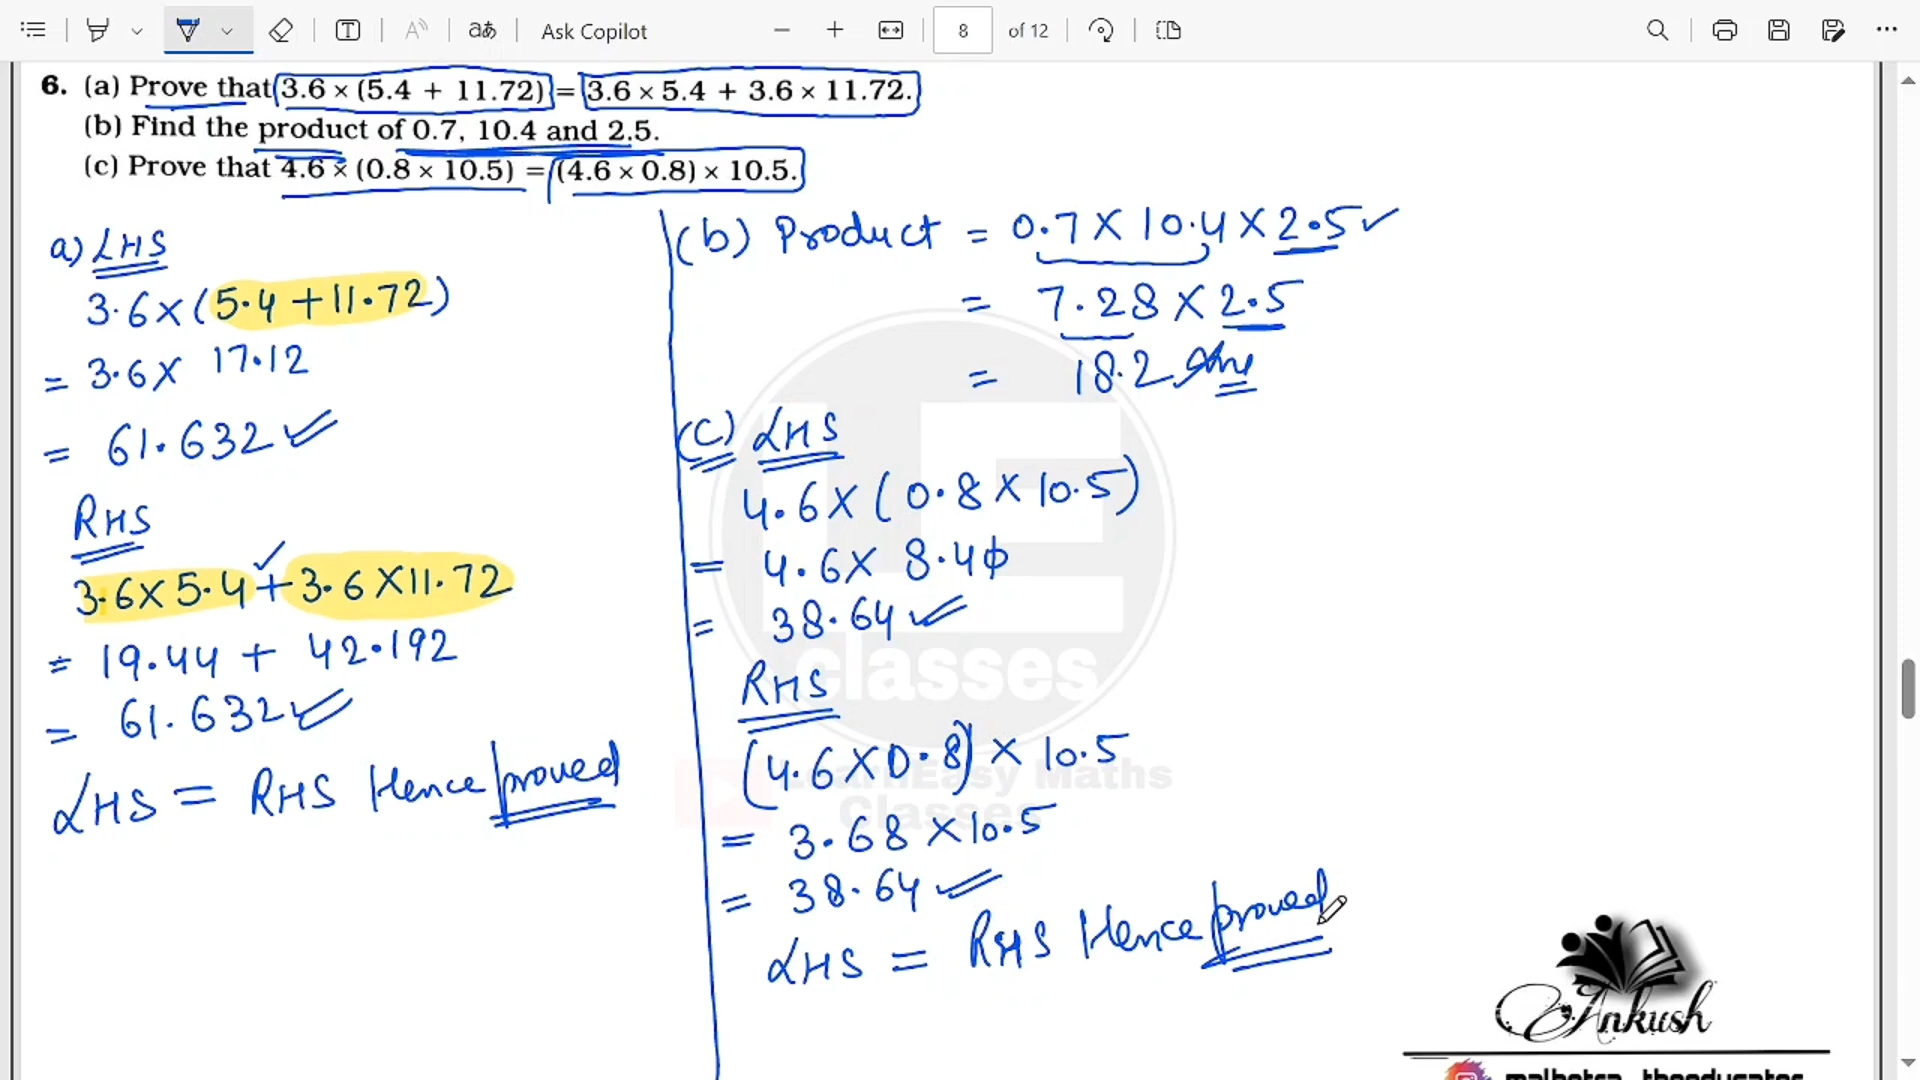 Ask Copilot
8 of 12
6. (a) Prove that 3.6 × (5.4 + 11.72) = 3.6 × 5.4 + 3.6 × 11.72.
(b) Find the product of 0.7, 10.4 and 2.5.
(c) Prove that 4.6 × (0.8 × 10.5) = (4.6 × 0.8) × 10.5.
a) LHS
3.6 × (5.4 + 11.72)
= 3.6 × 17.12
= 61.632 ✓
RHS
3.6 × 5.4 + 3.6 × 11.72
= 19.44 + 42.192
= 61.632 ✓
LHS = RHS Hence proved
(b) Product = 0.7 × 10.4 × 2.5 ✓
= 7.28 × 2.5
= 18.2 Ans
(c) LHS
4.6 × (0.8 × 10.5)
= 4.6 × 8.40
= 38.64 ✓
RHS
(4.6 × 0.8) × 10.5
= 3.68 × 10.5
= 38.64 ✓
LHS = RHS Hence proved
LE
classes
LearnEasy Maths
Classes
Ankush